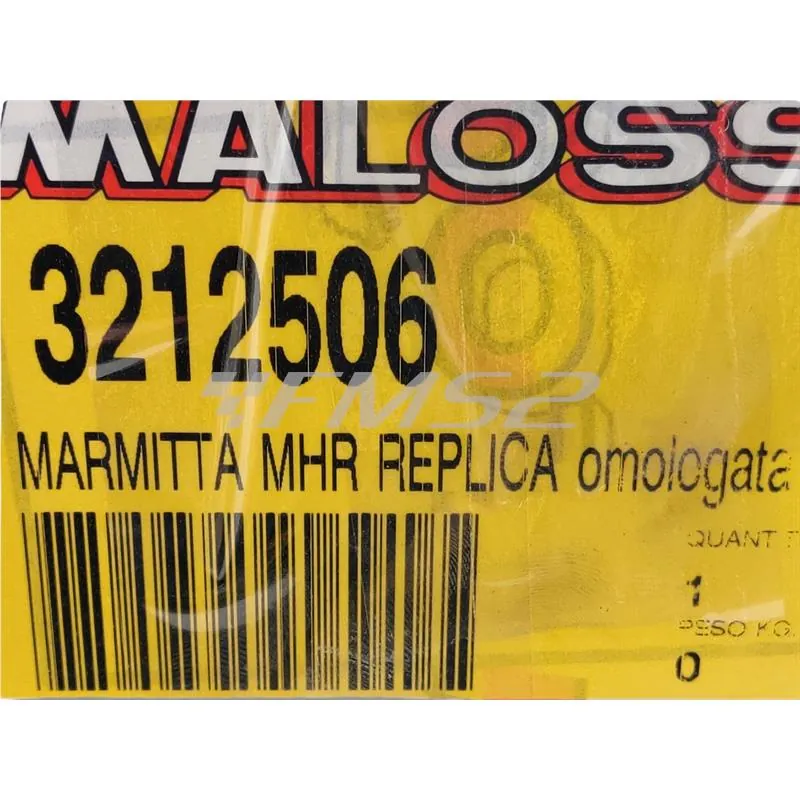 MALOSS
3212506
FMS2
MARMITTA MHR REPLICA omologata
QUANT T
1
PESO KG.
0